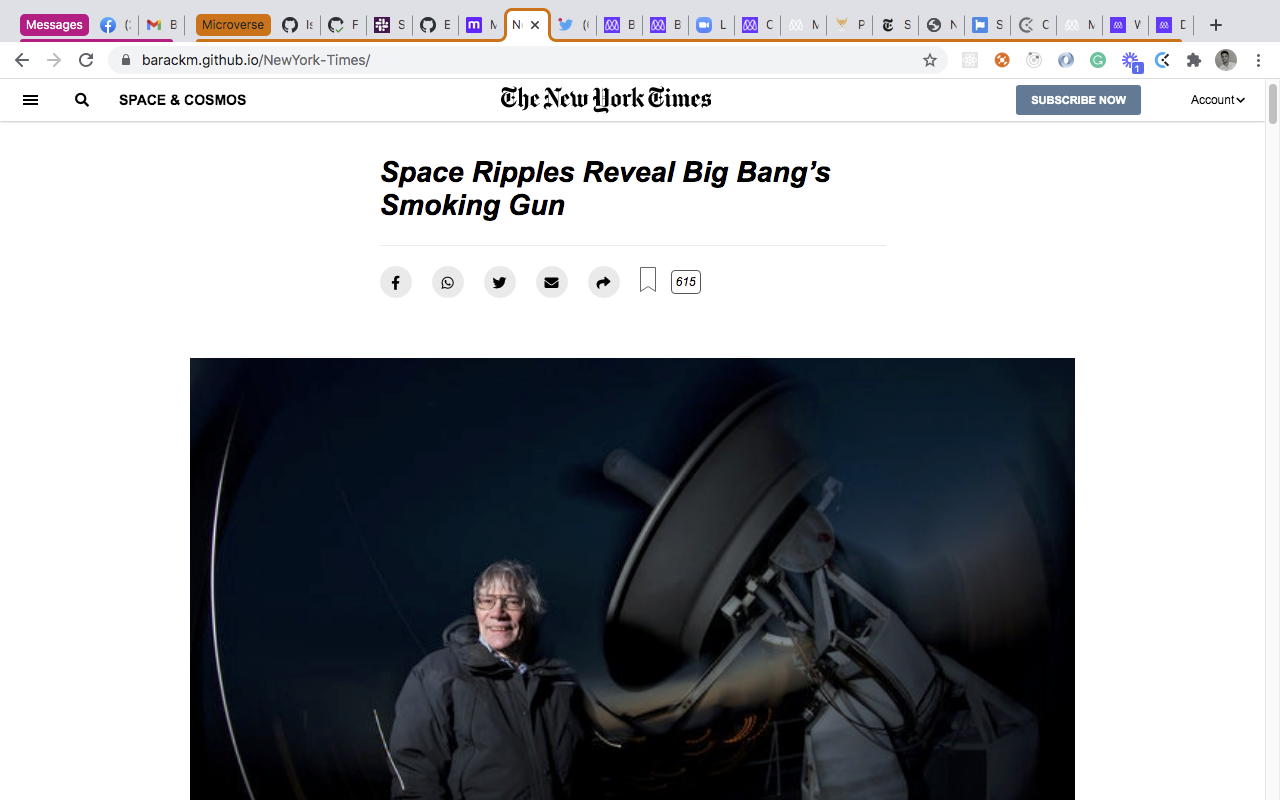 Messages
Microverse
barackm.github.io/NewYork-Times/
1
SPACE & COSMOS
The New York Times
SUBSCRIBE NOW
Account
Space Ripples Reveal Big Bang’s
Smoking Gun
615